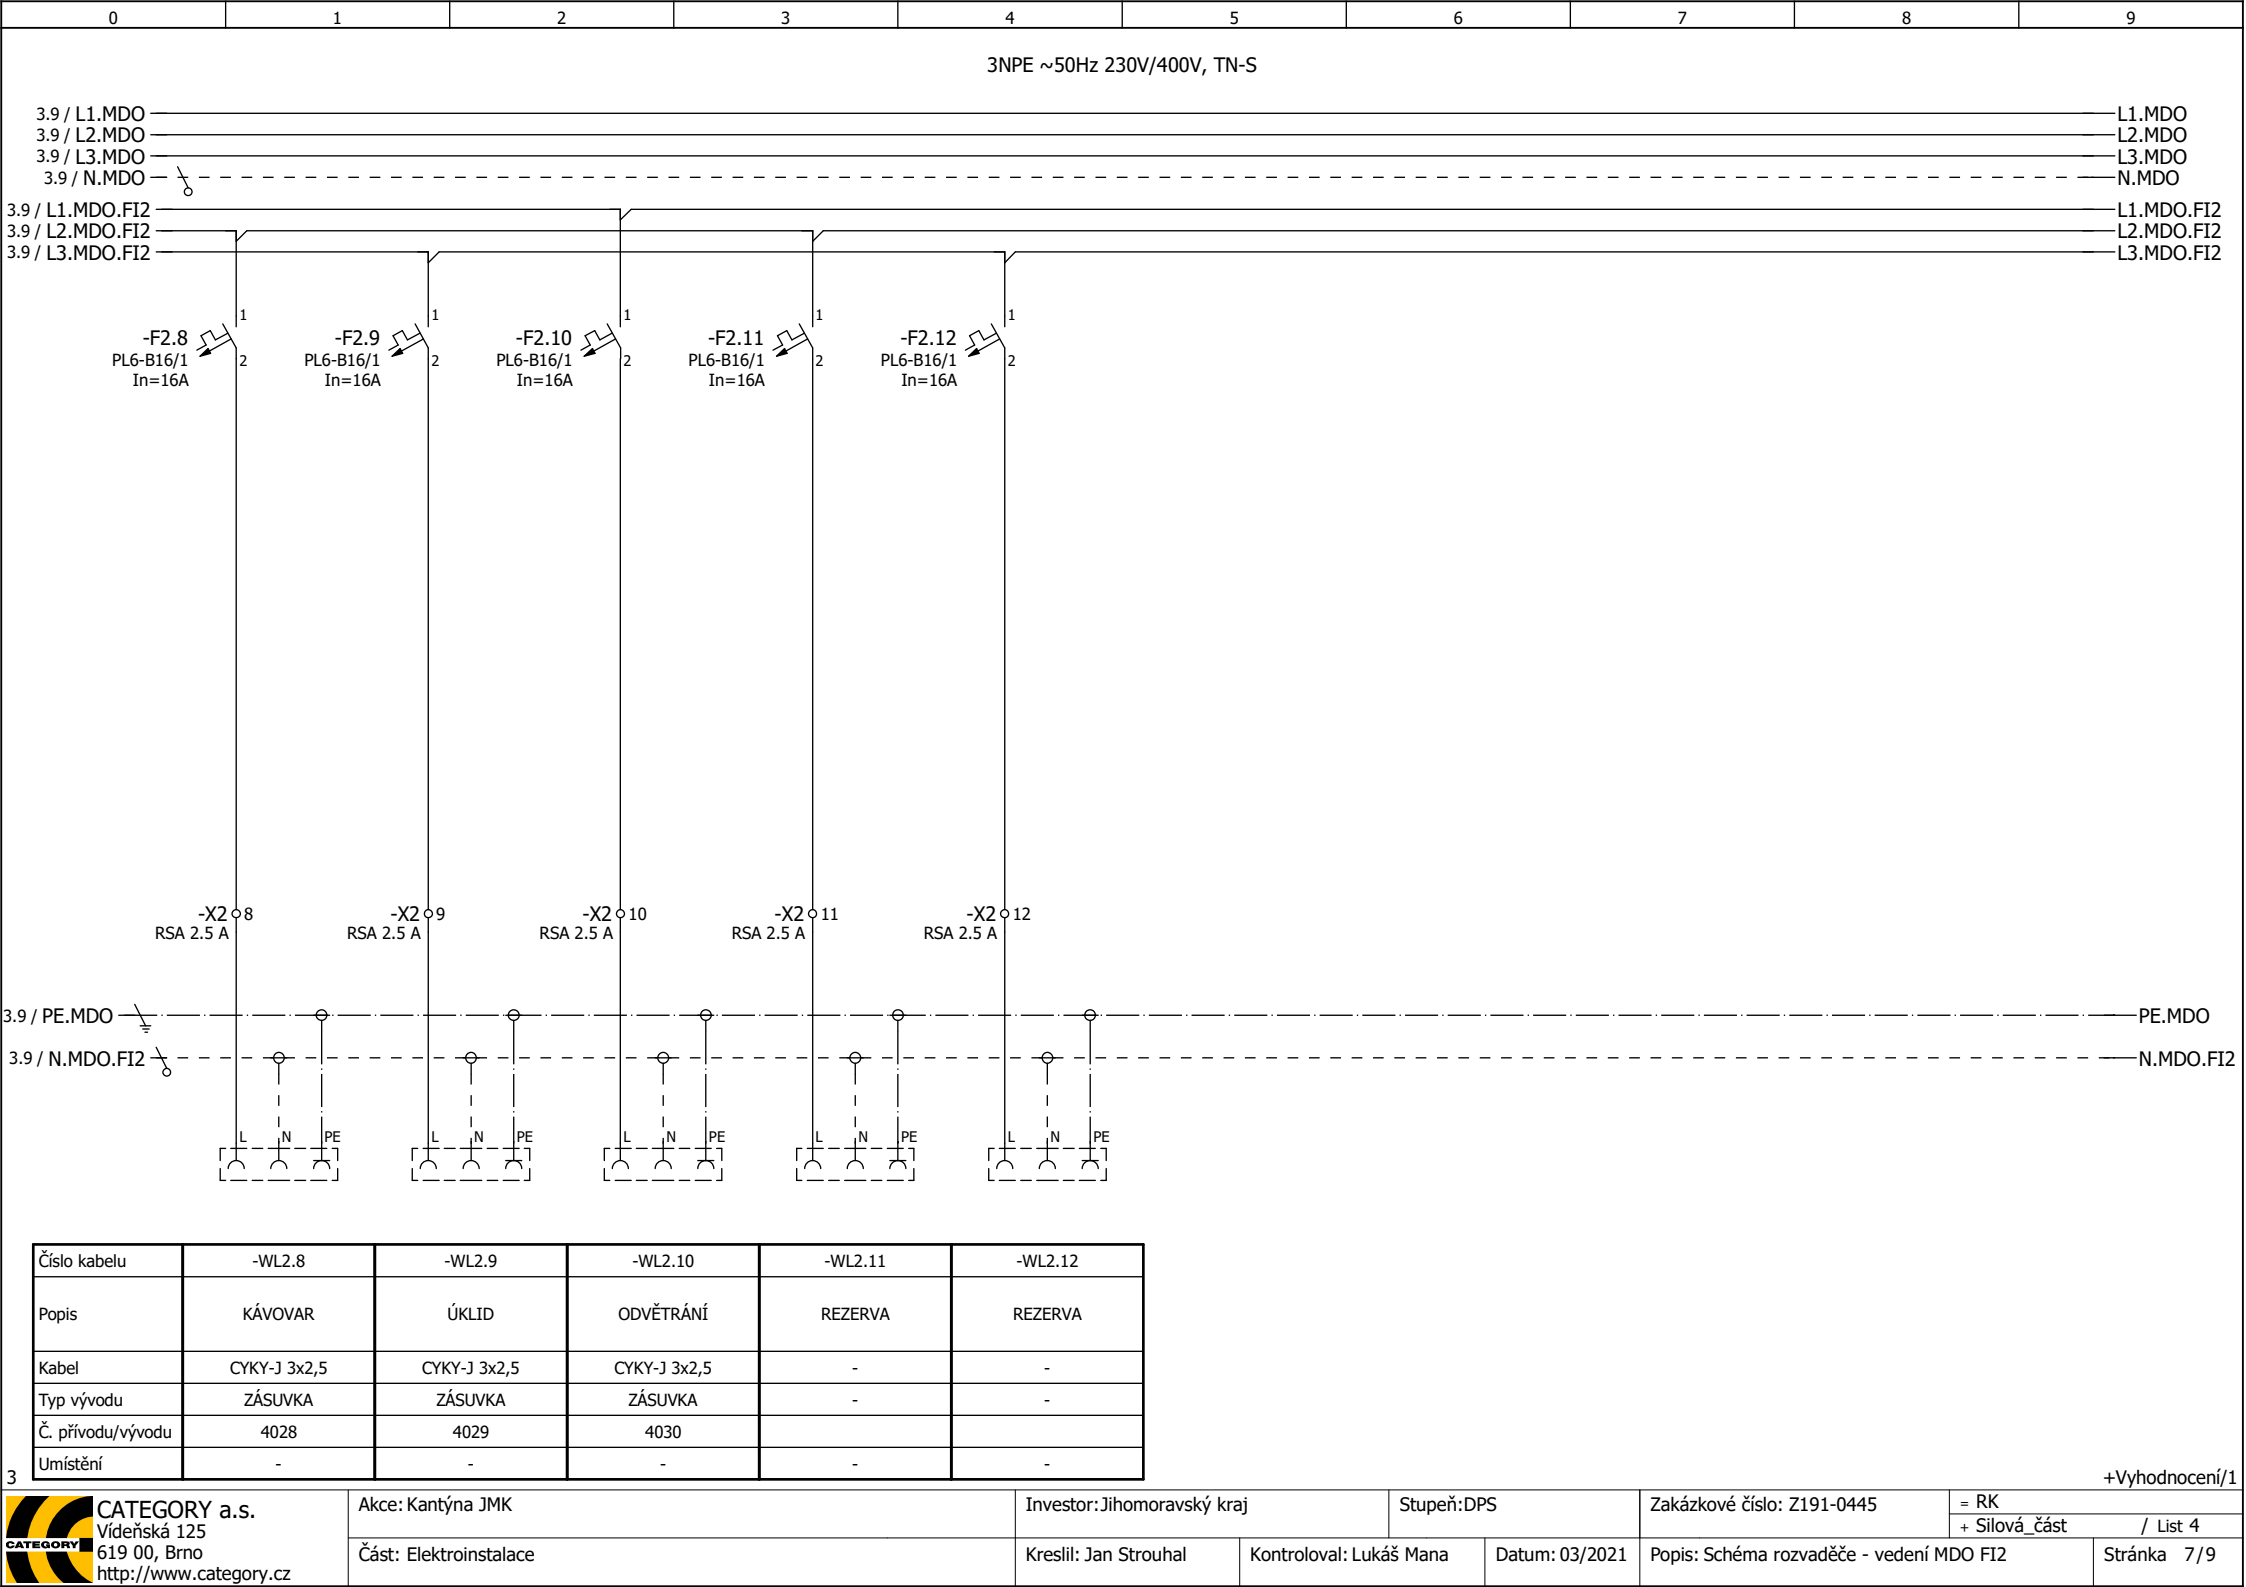 0 1 2 3 4 5 6 7 8 9
3NPE ~50Hz 230V/400V, TN-S
3.9 / L1.MDO L1.MDO
3.9 / L2.MDO L2.MDO
3.9 / L3.MDO L3.MDO
3.9 / N.MDO N.MDO
3.9 / L1.MDO.FI2 L1.MDO.FI2
3.9 / L2.MDO.FI2 L2.MDO.FI2
3.9 / L3.MDO.FI2 L3.MDO.FI2
1 1 1 1 1
-F2.8 -F2.9 -F2.10 -F2.11 -F2.12
PL6-B16/1 2 PL6-B16/1 2 PL6-B16/1 2 PL6-B16/1 2 PL6-B16/1 2
In=16A In=16A In=16A In=16A In=16A
-X2 8 -X2 9 -X2 10 -X2 11 -X2 12
RSA 2.5 A RSA 2.5 A RSA 2.5 A RSA 2.5 A RSA 2.5 A
3.9 / PE.MDO PE.MDO
3.9 / N.MDO.FI2 N.MDO.FI2
L N PE L N PE L N PE L N PE L N PE
Číslo kabelu -WL2.8 -WL2.9 -WL2.10 -WL2.11 -WL2.12
Popis KÁVOVAR ÚKLID ODVĚTRÁNÍ REZERVA REZERVA
Kabel CYKY-J 3x2,5 CYKY-J 3x2,5 CYKY-J 3x2,5 - -
Typ vývodu ZÁSUVKA ZÁSUVKA ZÁSUVKA - -
Č. přívodu/vývodu 4028 4029 4030
Umístění - - - - -
3 +Vyhodnocení/1
CATEGORY
CATEGORY a.s.
Vídeňská 125
619 00, Brno
http://www.category.cz
Akce: Kantýna JMK Investor:Jihomoravský kraj Stupeň:DPS Zakázkové číslo: Z191-0445 = RK
+ Silová_část / List 4
Část: Elektroinstalace Kreslil: Jan Strouhal Kontroloval: Lukáš Mana Datum: 03/2021 Popis: Schéma rozvaděče - vedení MDO FI2 Stránka 7/9